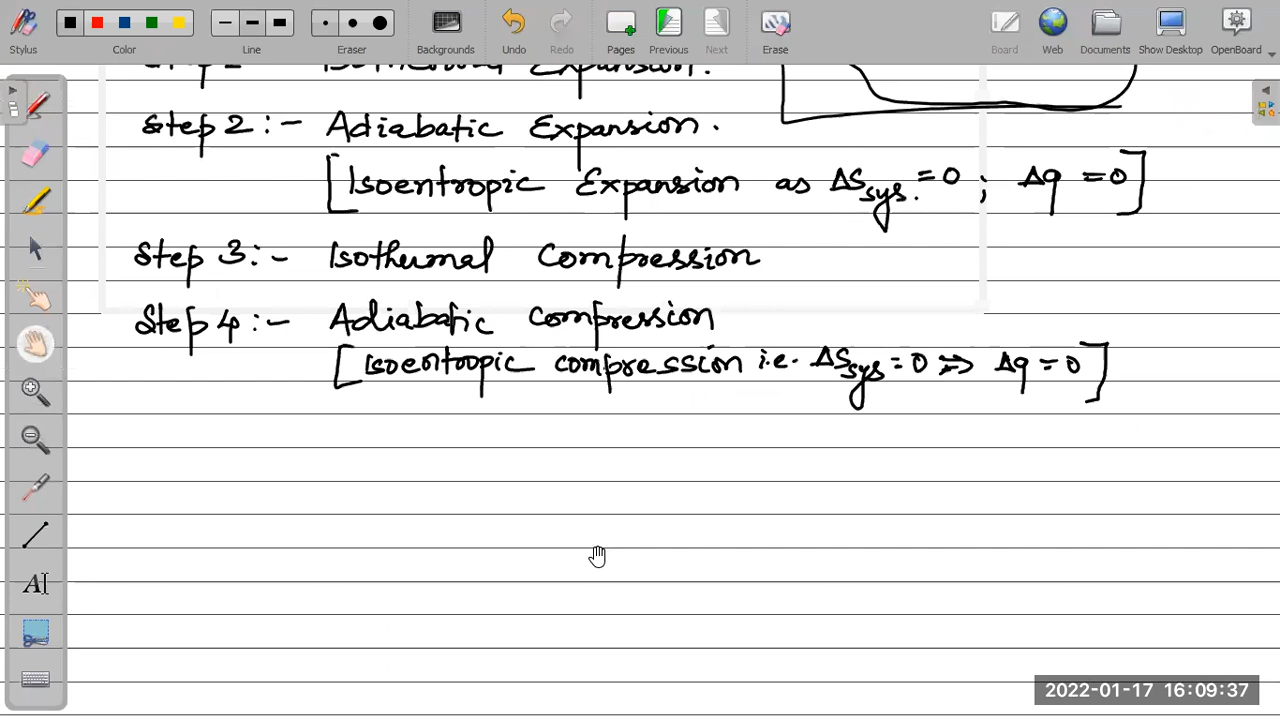 Stylus Color Line Eraser Backgrounds Undo Redo Pages Previous Next Erase Board Web Documents Show Desktop OpenBoard
Isothermal Expansion.
Step 2:- Adiabatic Expansion.
[Isoentropic Expansion as ΔSsys. = 0 ; Δq = 0]
Step 3:- Isothermal Compression
Step 4:- Adiabatic compression
[Isoentropic compression i.e. ΔSsys = 0 => Δq = 0]
2022-01-17 16:09:37